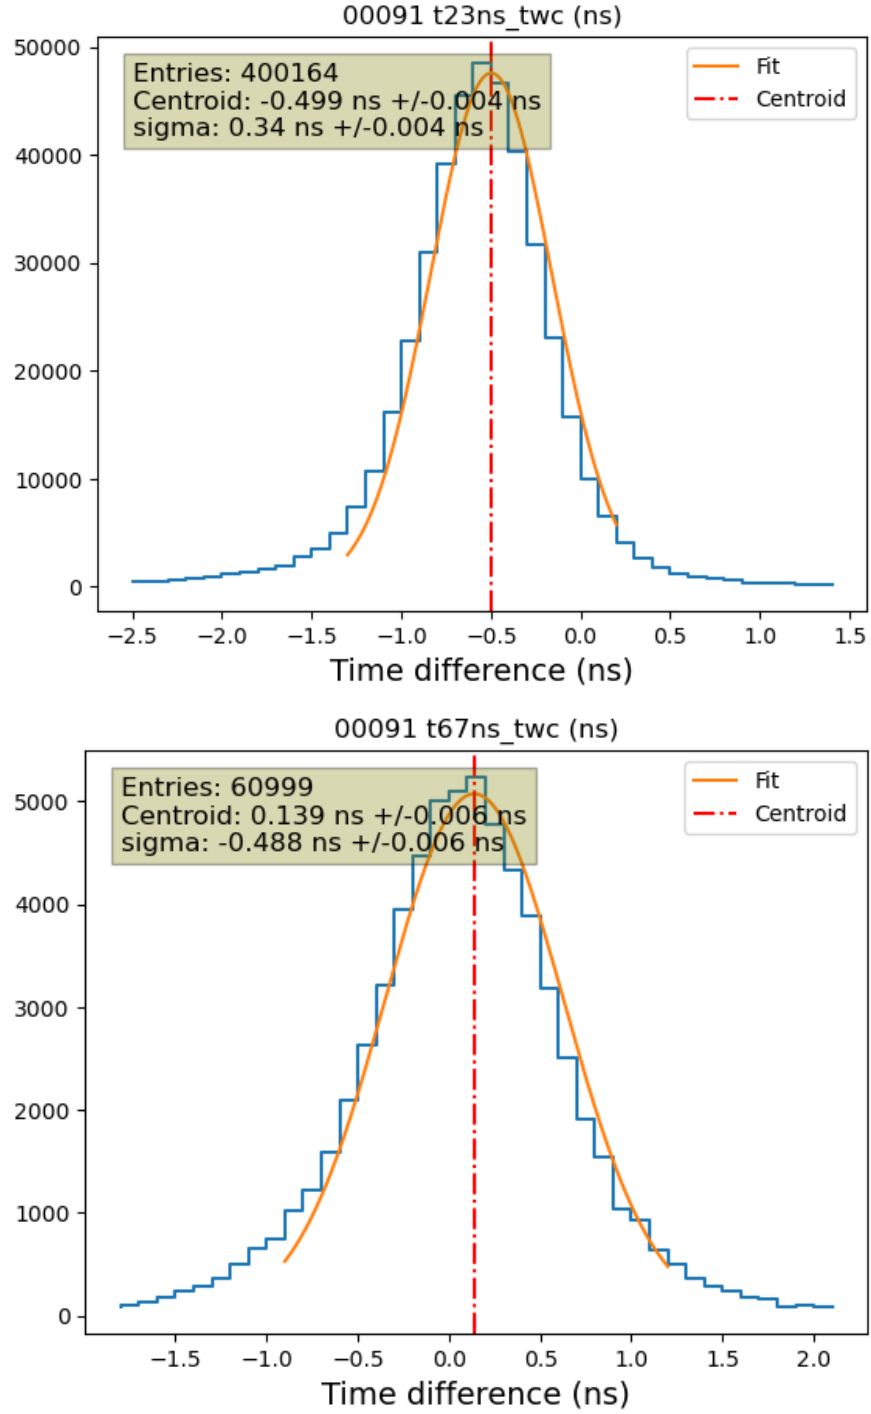 00091 t23ns_twc (ns)
50000
40000
30000
20000
10000
0
Entries: 400164
Centroid: -0.499 ns +/-0.004 ns
sigma: 0.34 ns +/-0.004 ns
Fit
Centroid
−2.5 −2.0 −1.5 −1.0 −0.5 0.0 0.5 1.0 1.5
Time difference (ns)
00091 t67ns_twc (ns)
5000
4000
3000
2000
1000
0
Entries: 60999
Centroid: 0.139 ns +/-0.006 ns
sigma: -0.488 ns +/-0.006 ns
Fit
Centroid
−1.5 −1.0 −0.5 0.0 0.5 1.0 1.5 2.0
Time difference (ns)